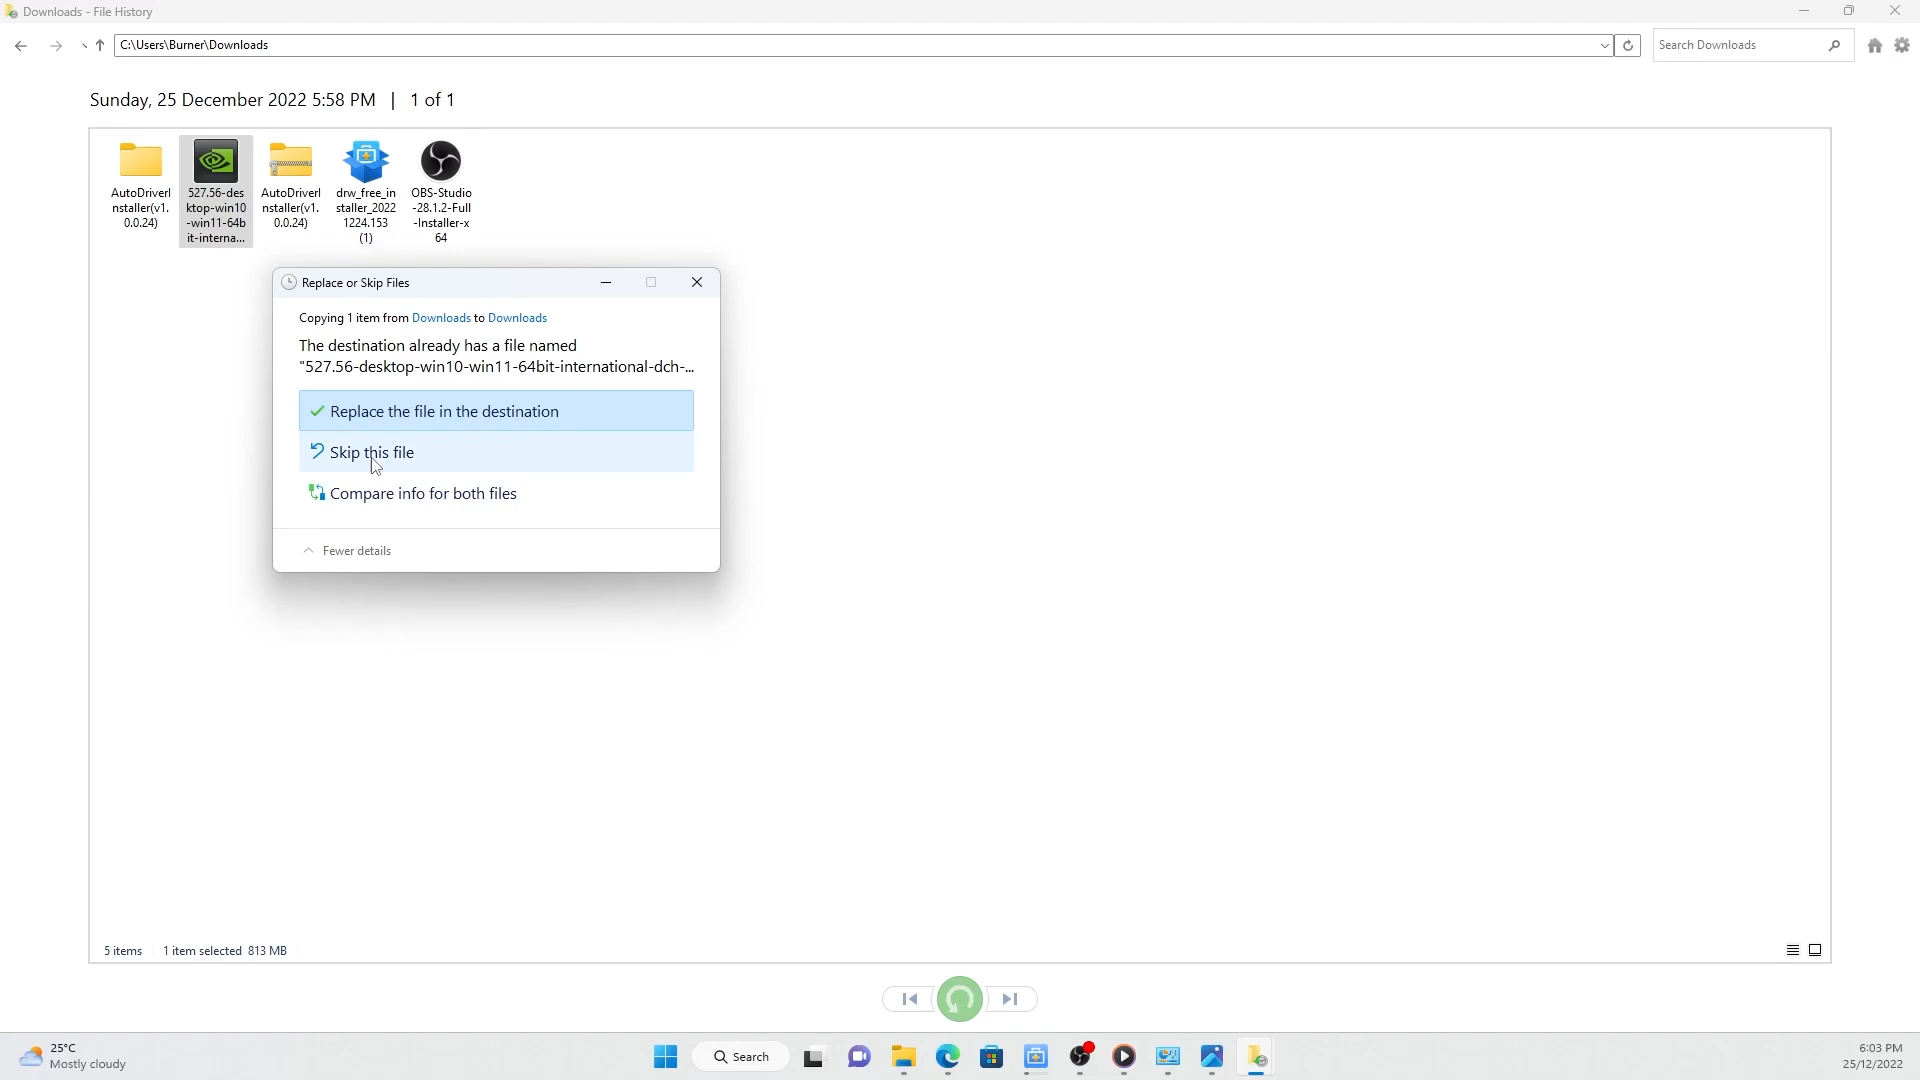 Downloads - File History
C:\Users\Burner\Downloads
Search Downloads
Sunday, 25 December 2022 5:58 PM | 1 of 1
AutoDriverI
nstaller(v1.
0.0.24)
527.56-des
ktop-win10
-win11-64b
it-interna...
AutoDriverI
nstaller(v1.
0.0.24)
drw_free_in
staller_2022
1224.153
(1)
OBS-Studio
-28.1.2-Full
-Installer-x
64
Replace or Skip Files
Copying 1 item from Downloads to Downloads
The destination already has a file named
"527.56-desktop-win10-win11-64bit-international-dch-...
Replace the file in the destination
Skip this file
Compare info for both files
Fewer details
5 items 1 item selected 813 MB
25°C
Mostly cloudy
Search
6:03 PM
25/12/2022